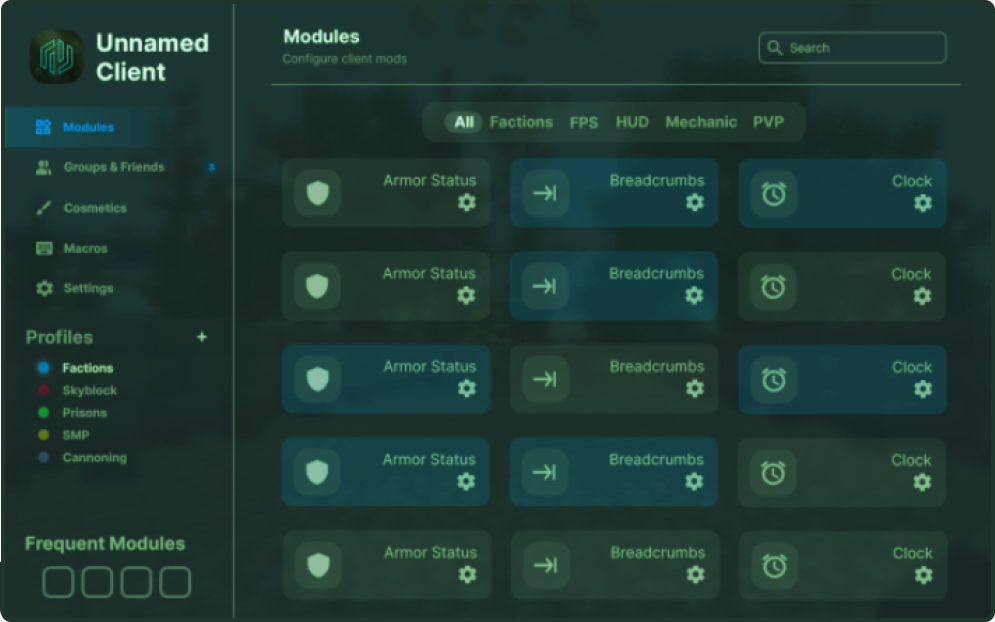 Unnamed
Client
Modules
Groups & Friends 3
Cosmetics
Macros
Settings
Profiles +
Factions
Skyblock
Prisons
SMP
Cannoning
Frequent Modules
Modules
Configure client mods
Search
All Factions FPS HUD Mechanic PVP
Armor Status Breadcrumbs Clock
Armor Status Breadcrumbs Clock
Armor Status Breadcrumbs Clock
Armor Status Breadcrumbs Clock
Armor Status Breadcrumbs Clock